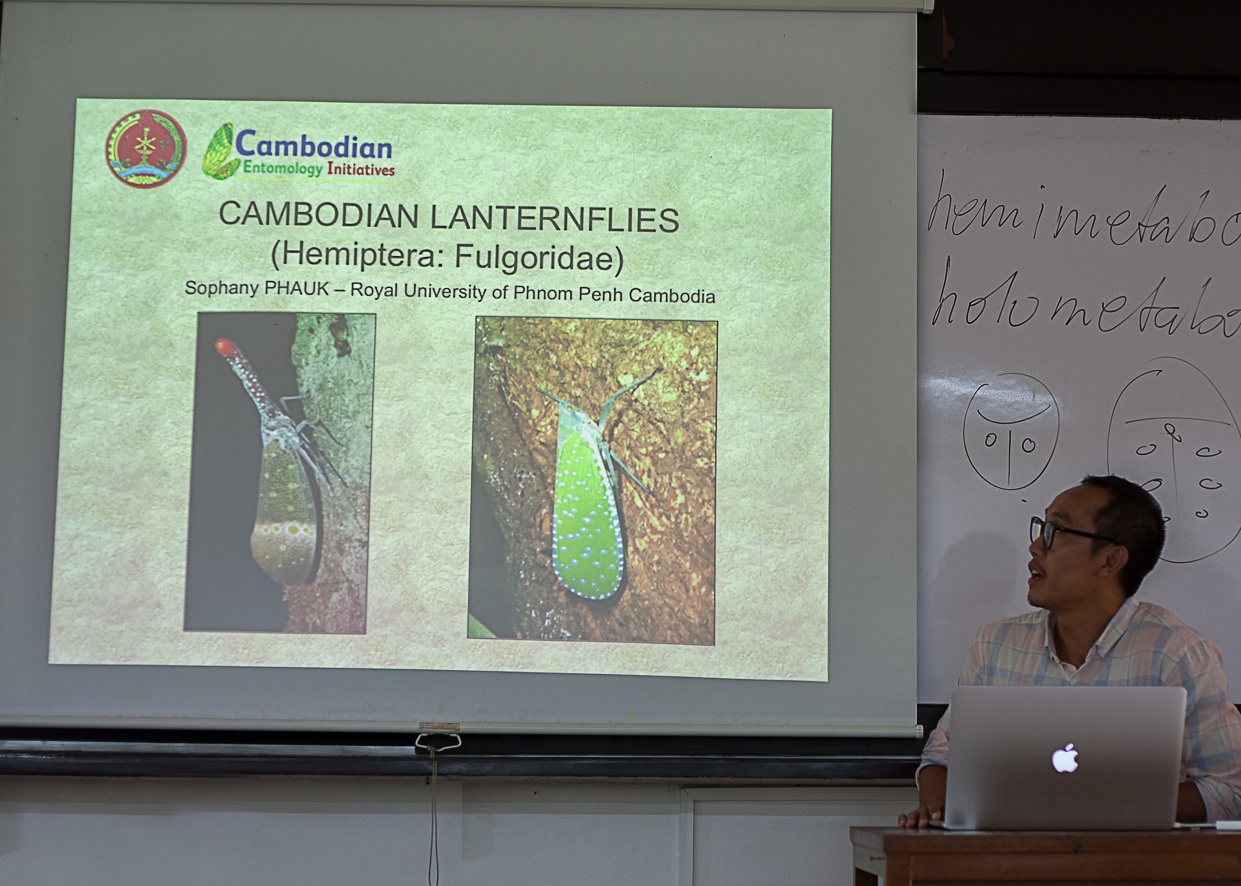 Cambodian
Entomology Initiatives
CAMBODIAN LANTERNFLIES
(Hemiptera: Fulgoridae)
Sophany PHAUK – Royal University of Phnom Penh Cambodia